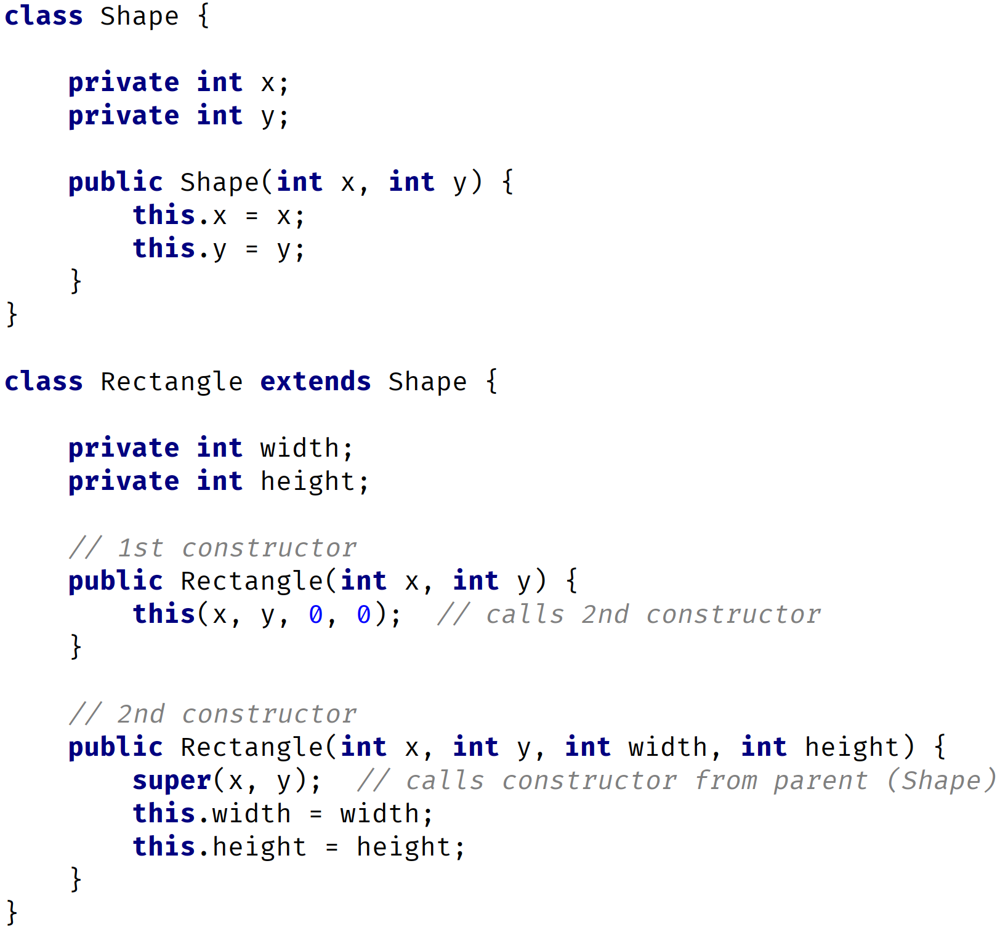 class Shape {
    private int x;
    private int y;
    public Shape(int x, int y) {
        this.x = x;
        this.y = y;
    }
}
class Rectangle extends Shape {
    private int width;
    private int height;
    // 1st constructor
    public Rectangle(int x, int y) {
        this(x, y, 0, 0);  // calls 2nd constructor
    }
    // 2nd constructor
    public Rectangle(int x, int y, int width, int height) {
        super(x, y);  // calls constructor from parent (Shape)
        this.width = width;
        this.height = height;
    }
}